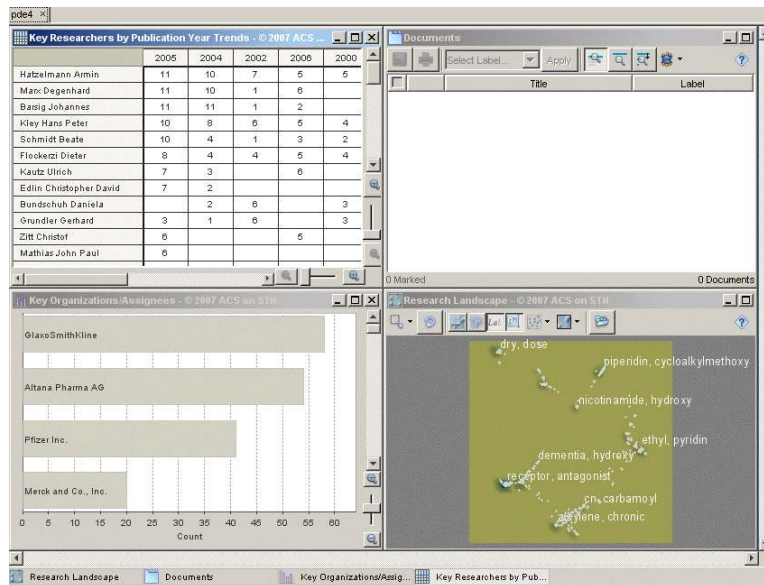 pde4
Key Researchers by Publication Year Trends - © 2007 ACS ...
2005 2004 2002 2006 2000
Hatzelmann Armin 11 10 7 5 5
Marx Degenhard 11 10 1 6
Barsig Johannes 11 11 1 2
Kley Hans Peter 10 8 6 5 4
Schmidt Beate 10 4 1 3 2
Flockerzi Dieter 8 4 4 5 4
Kautz Ulrich 7 3 6
Edlin Christopher David 7 2
Bundschuh Daniela 2 6 3
Grundler Gerhard 3 1 6 3
Zitt Christof 6 5
Mathias John Paul 6
Documents
Select Label... Apply
Title Label
0 Marked 0 Documents
Key Organizations/Assignees - © 2007 ACS on STN
GlaxoSmithKline
Altana Pharma AG
Pfizer Inc.
Merck and Co., Inc.
0 5 10 15 20 25 30 35 40 45 50 55 60
Count
Research Landscape - © 2007 ACS on STN
dry, dose
piperidin, cycloalkylmethoxy
nicotinamide, hydroxy
ethyl, pyridin
dementia, hydroxy
receptor, antagonist
cn, carbamoyl
alkylene, chronic
Research Landscape Documents Key Organizations/Assig... Key Researchers by Pub...